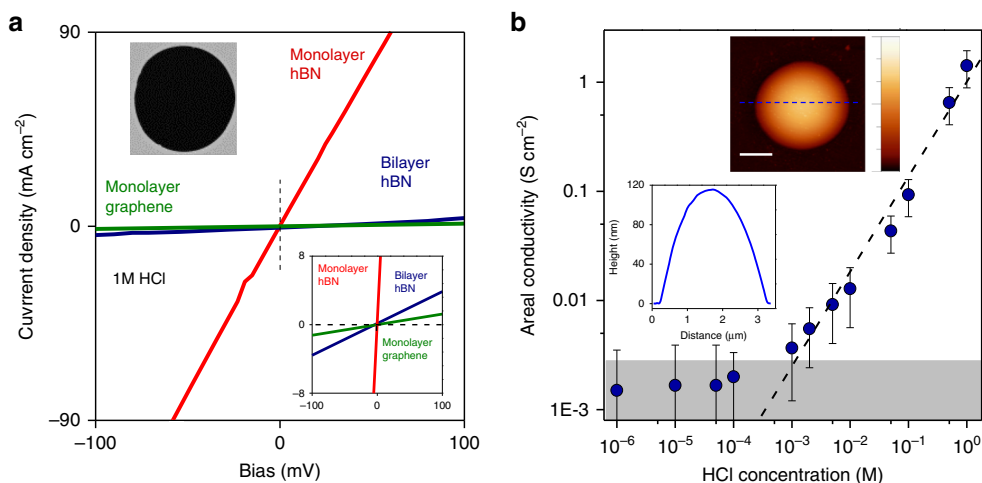 a
90
0
−90
Cuvrrent density (mA cm−2)
Monolayer
hBN
Bilayer
hBN
Monolayer
graphene
1M HCl
8
0
−8
Monolayer
hBN
Bilayer
hBN
Monolayer
graphene
−100 0 100
−100 0 100
Bias (mV)
b
1
0.1
0.01
1E-3
Areal conductivity (S cm−2)
120
80
40
0
Height (nm)
0 1 2 3
Distance (μm)
10−6 10−5 10−4 10−3 10−2 10−1 100
HCl concentration (M)